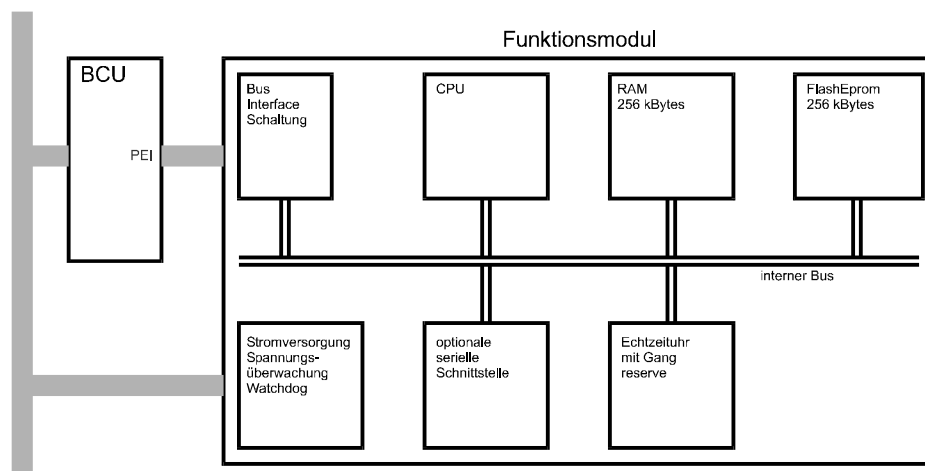 Funktionsmodul
BCU
PEI
Bus
Interface
Schaltung
CPU
RAM
256 kBytes
FlashEprom
256 kBytes
interner Bus
Stromversorgung
Spannungs-
überwachung
Watchdog
optionale
serielle
Schnittstelle
Echtzeituhr
mit Gang
reserve